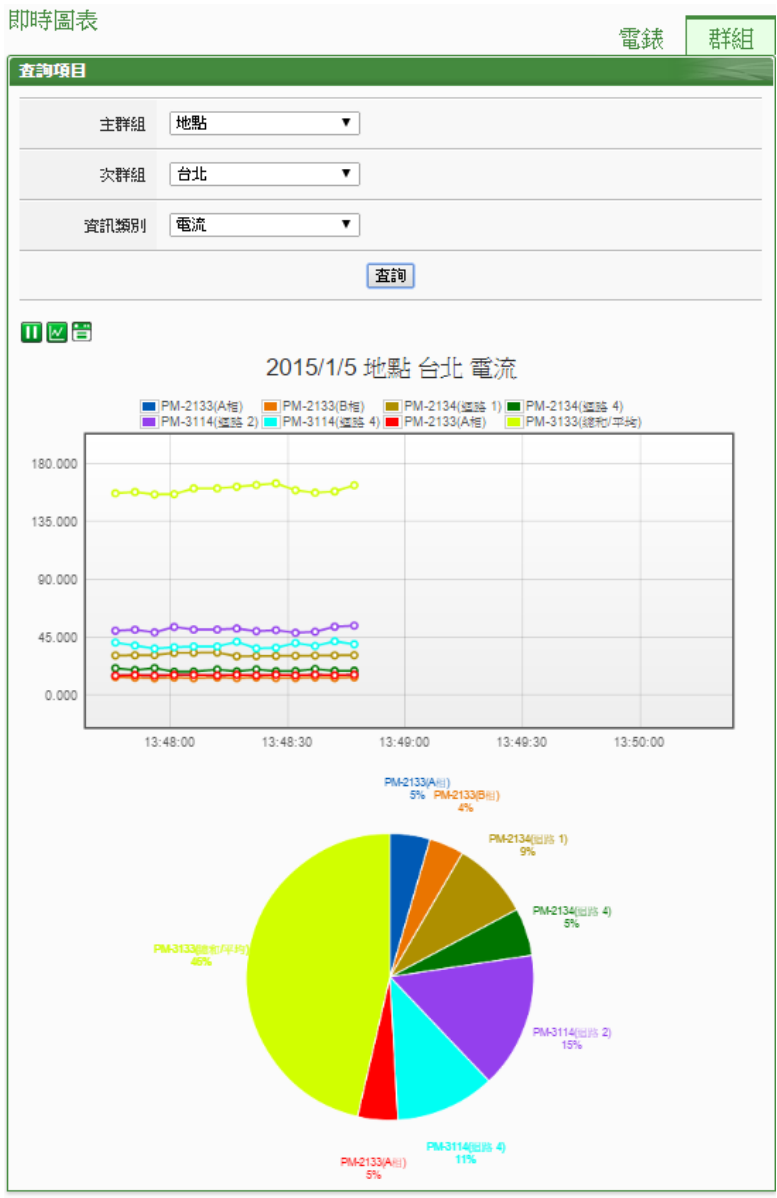 即時圖表
電錶 群組
查詢項目
主群組 地點
次群組 台北
資訊類別 電流
查詢
2015/1/5 地點 台北 電流
PM-2133(A相) PM-2133(B相) PM-2134(迴路 1) PM-2134(迴路 4)
PM-3114(迴路 2) PM-3114(迴路 4) PM-2133(A相) PM-3133(總和/平均)
180.000
135.000
90.000
45.000
0.000
13:48:00 13:48:30 13:49:00 13:49:30 13:50:00
PM-2133(A相)
5%
PM-2133(B相)
4%
PM-2134(迴路 1)
9%
PM-2134(迴路 4)
5%
PM-3133(總和/平均)
46%
PM-3114(迴路 2)
15%
PM-3114(迴路 4)
11%
PM-2133(A相)
5%